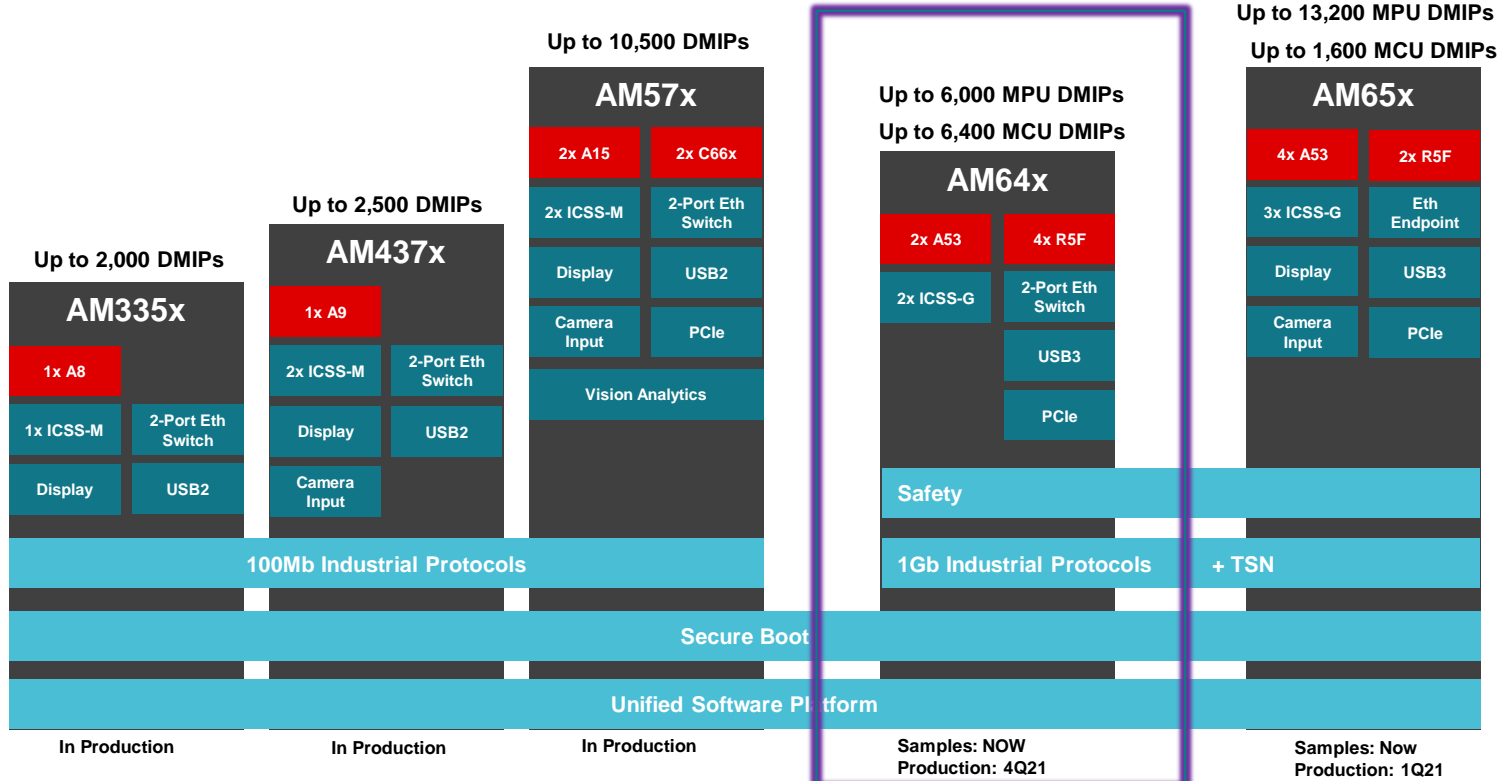 Up to 2,000 DMIPs
AM335x
1x A8
1x ICSS-M
2-Port Eth
Switch
Display
USB2
Up to 2,500 DMIPs
AM437x
1x A9
2x ICSS-M
2-Port Eth
Switch
Display
USB2
Camera
Input
Up to 10,500 DMIPs
AM57x
2x A15
2x C66x
2x ICSS-M
2-Port Eth
Switch
Display
USB2
Camera
Input
PCIe
Vision Analytics
Up to 6,000 MPU DMIPs
Up to 6,400 MCU DMIPs
AM64x
2x A53
4x R5F
2x ICSS-G
2-Port Eth
Switch
USB3
PCIe
Up to 13,200 MPU DMIPs
Up to 1,600 MCU DMIPs
AM65x
4x A53
2x R5F
3x ICSS-G
Eth
Endpoint
Display
USB3
Camera
Input
PCIe
Safety
100Mb Industrial Protocols
1Gb Industrial Protocols + TSN
Secure Boot
Unified Software Platform
In Production
In Production
In Production
Samples: NOW
Production: 4Q21
Samples: Now
Production: 1Q21